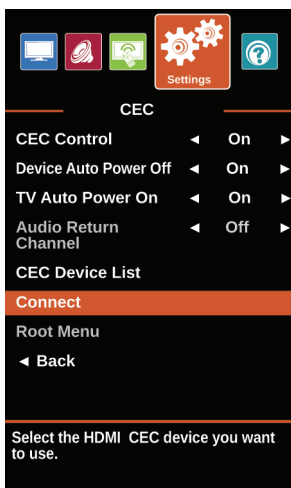 Settings
CEC
CEC Control ◄ On ►
Device Auto Power Off ◄ On ►
TV Auto Power On ◄ On ►
Audio Return ◄ Off ►
Channel
CEC Device List
Connect
Root Menu
◄ Back
Select the HDMI CEC device you want
to use.